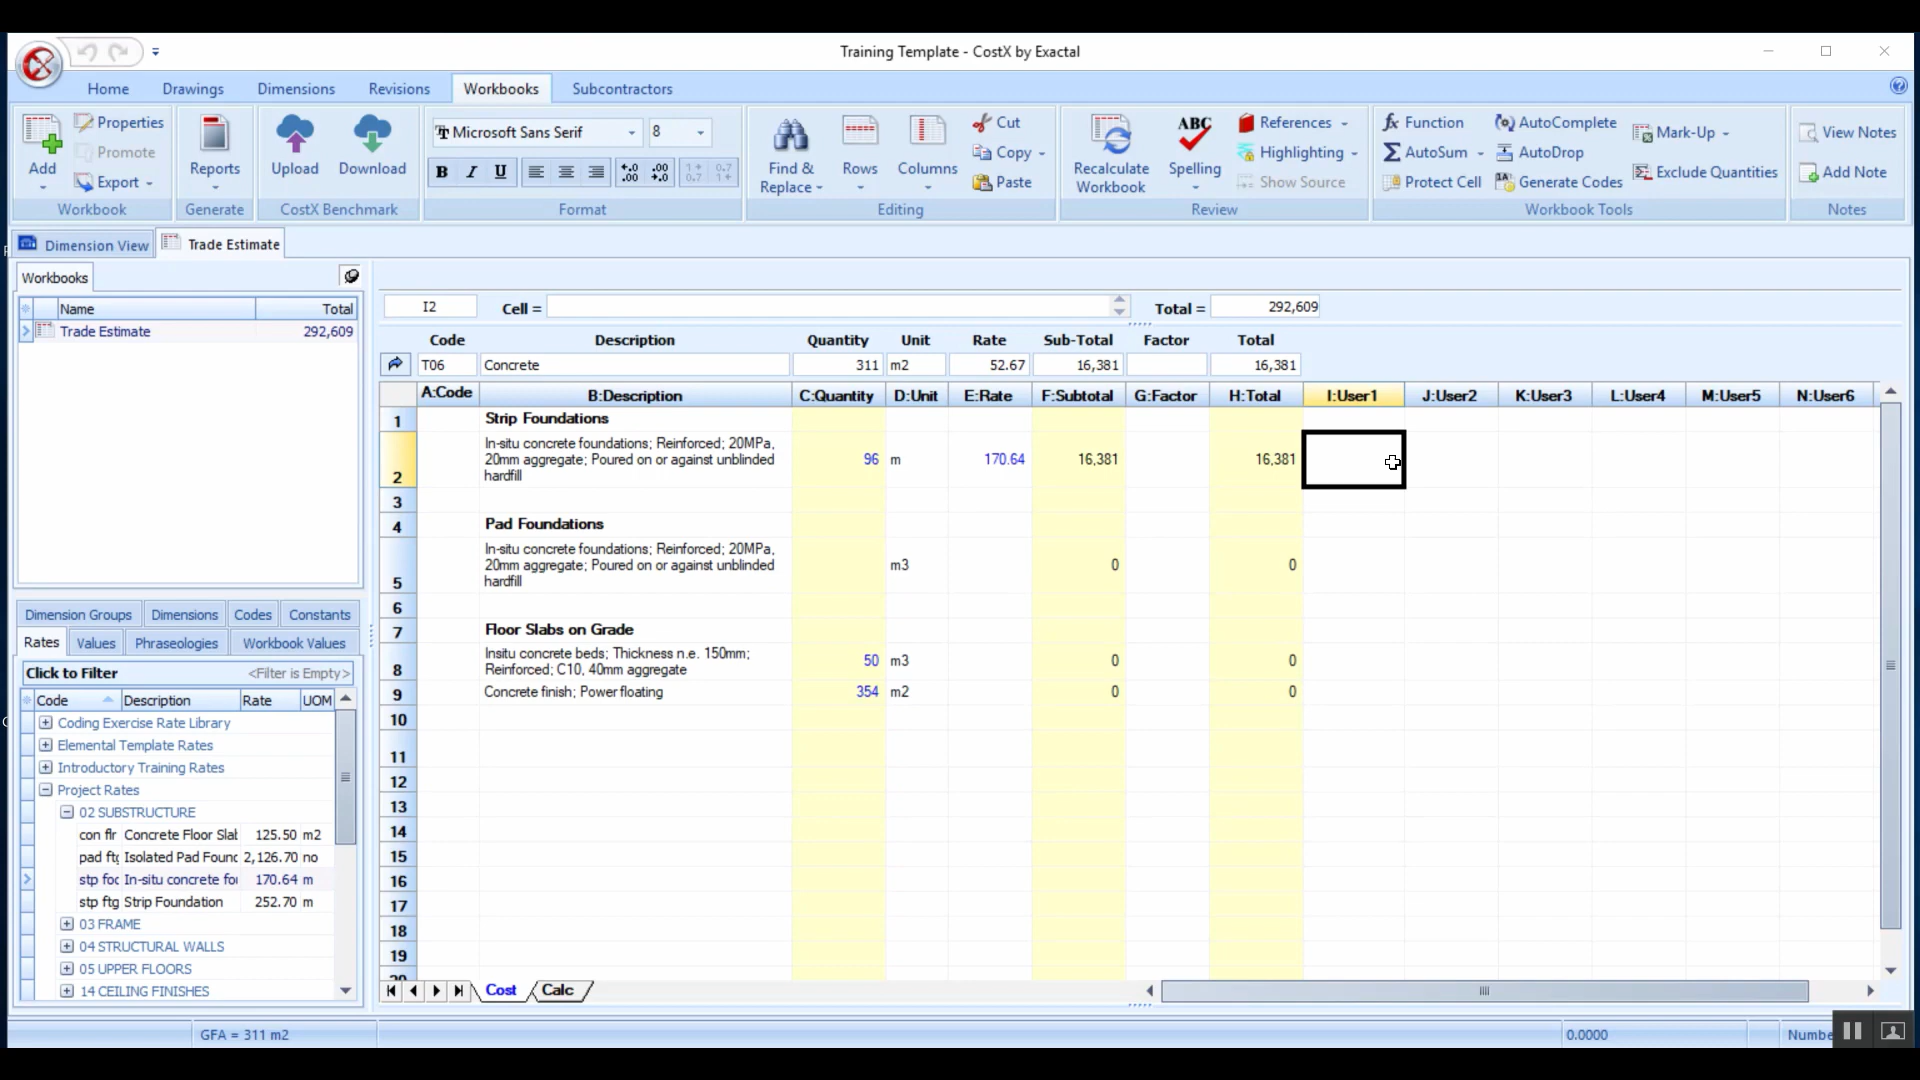 Training Template - CostX by Exactal
Home Drawings Dimensions Revisions Workbooks Subcontractors
Add
Workbook
Properties
Promote
Export
Reports
Generate
Upload Download
CostX Benchmark
Microsoft Sans Serif 8
B I U
Format
Find & Replace
Rows
Columns
Cut
Copy
Paste
Editing
Recalculate Workbook
ABC
Spelling
References
Highlighting
Show Source
Review
fx Function
AutoSum
Protect Cell
AutoComplete
AutoDrop
Generate Codes
Mark-Up
Exclude Quantities
Workbook Tools
View Notes
Add Note
Notes
Dimension View Trade Estimate
Workbooks
Name Total
Trade Estimate 292,609
I2 Cell = Total = 292,609
Code Description Quantity Unit Rate Sub-Total Factor Total
T06 Concrete 311 m2 52.67 16,381 16,381
A:Code B:Description C:Quantity D:Unit E:Rate F:Subtotal G:Factor H:Total I:User1 J:User2 K:User3 L:User4 M:User5 N:User6
1 Strip Foundations
In-situ concrete foundations; Reinforced; 20MPa,
20mm aggregate; Poured on or against unblinded
hardfill
2 96 m 170.64 16,381 16,381
3
4 Pad Foundations
In-situ concrete foundations; Reinforced; 20MPa,
20mm aggregate; Poured on or against unblinded
hardfill
5 m3 0 0
6
7 Floor Slabs on Grade
Insitu concrete beds; Thickness n.e. 150mm;
Reinforced; C10, 40mm aggregate
8 50 m3 0 0
9 Concrete finish; Power floating 354 m2 0 0
10
11
12
13
14
15
16
17
18
19
20
Dimension Groups Dimensions Codes Constants
Rates Values Phraseologies Workbook Values
Click to Filter <Filter is Empty>
Code Description Rate UOM
Coding Exercise Rate Library
Elemental Template Rates
Introductory Training Rates
Project Rates
02 SUBSTRUCTURE
con flr Concrete Floor Slab 125.50 m2
pad ftg Isolated Pad Found 2,126.70 no
stp foc In-situ concrete fou 170.64 m
stp ftg Strip Foundation 252.70 m
03 FRAME
04 STRUCTURAL WALLS
05 UPPER FLOORS
14 CEILING FINISHES
Cost Calc
GFA = 311 m2 0.0000 Numbe